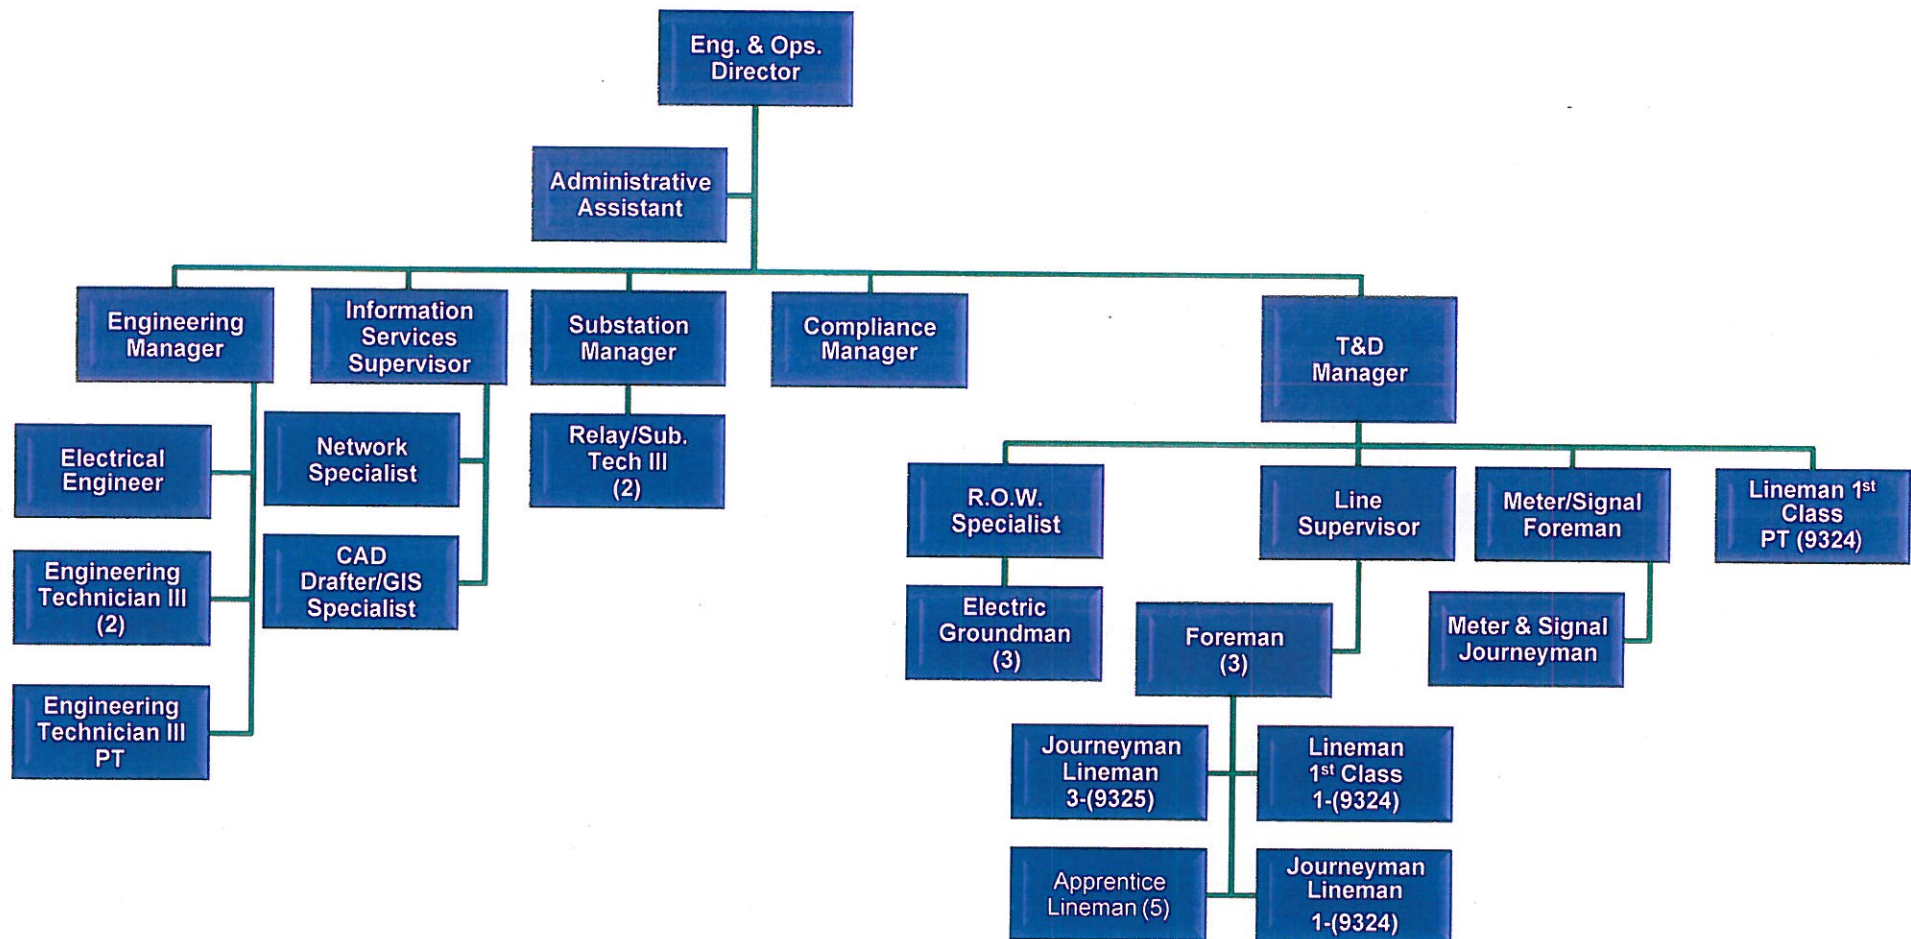 Eng. & Ops.
Director
Administrative
Assistant
Engineering
Manager
Information
Services
Supervisor
Substation
Manager
Compliance
Manager
T&D
Manager
Electrical
Engineer
Engineering
Technician III
(2)
Engineering
Technician III
PT
Network
Specialist
CAD
Drafter/GIS
Specialist
Relay/Sub.
Tech III
(2)
R.O.W.
Specialist
Electric
Groundman
(3)
Line
Supervisor
Foreman
(3)
Journeyman
Lineman
3-(9325)
Lineman
1st Class
1-(9324)
Apprentice
Lineman (5)
Journeyman
Lineman
1-(9324)
Meter/Signal
Foreman
Meter & Signal
Journeyman
Lineman 1st
Class
PT (9324)